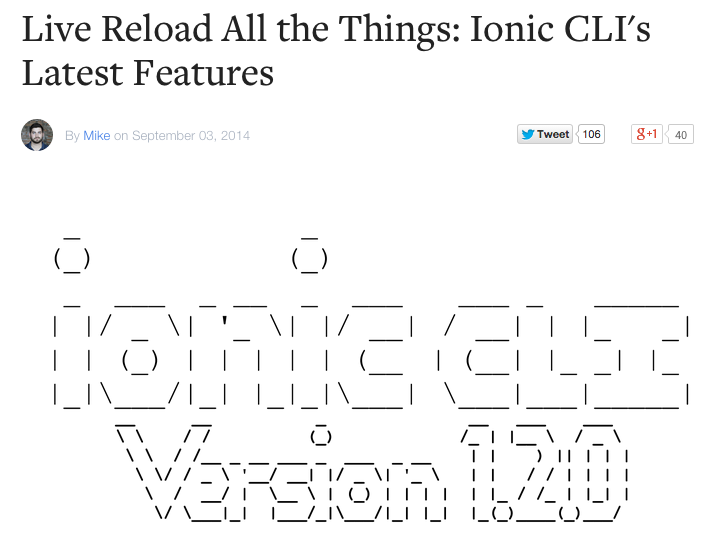 Live Reload All the Things: Ionic CLI's
Latest Features
By Mike on September 03, 2014
Tweet 106
g+1 40
ionic CLI
Version 1.2.0